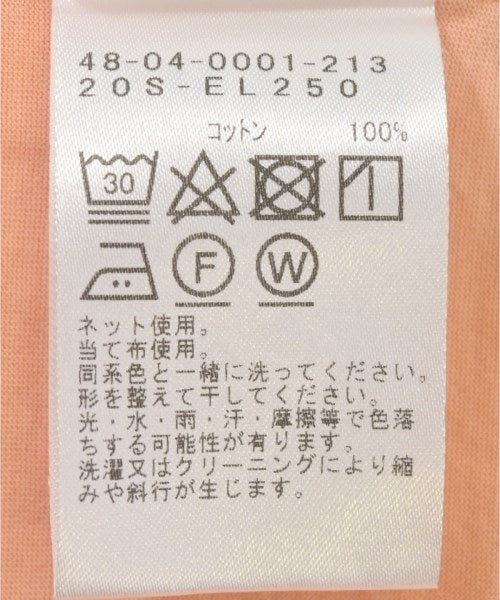 48-04-0001-213
20S-EL250
コットン 100%
30
F W
ネット使用。
当て布使用。
同系色と一緒に洗ってください。
形を整えて干してください。
光・水・雨・汗・摩擦等で色落
ちする可能性が有ります。
洗濯又はクリーニングにより縮
みや斜行が生じます。